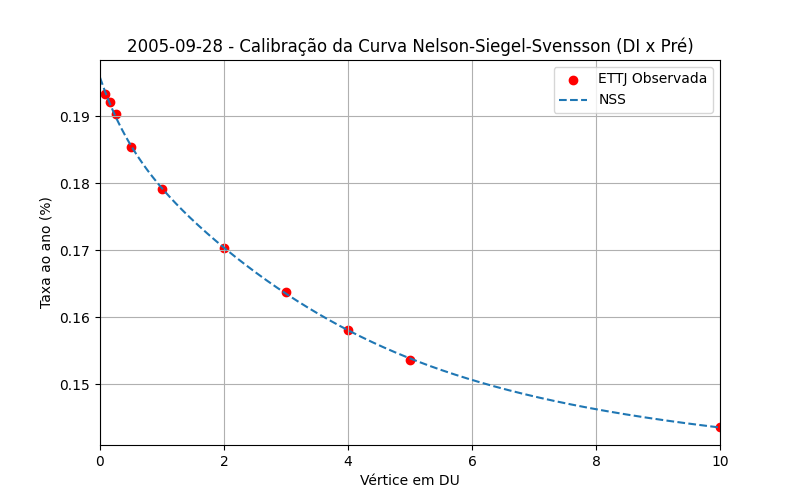 2005-09-28 - Calibração da Curva Nelson-Siegel-Svensson (DI x Pré)
ETTJ Observada
NSS
Taxa ao ano (%)
0.19
0.18
0.17
0.16
0.15
0 2 4 6 8 10
Vértice em DU